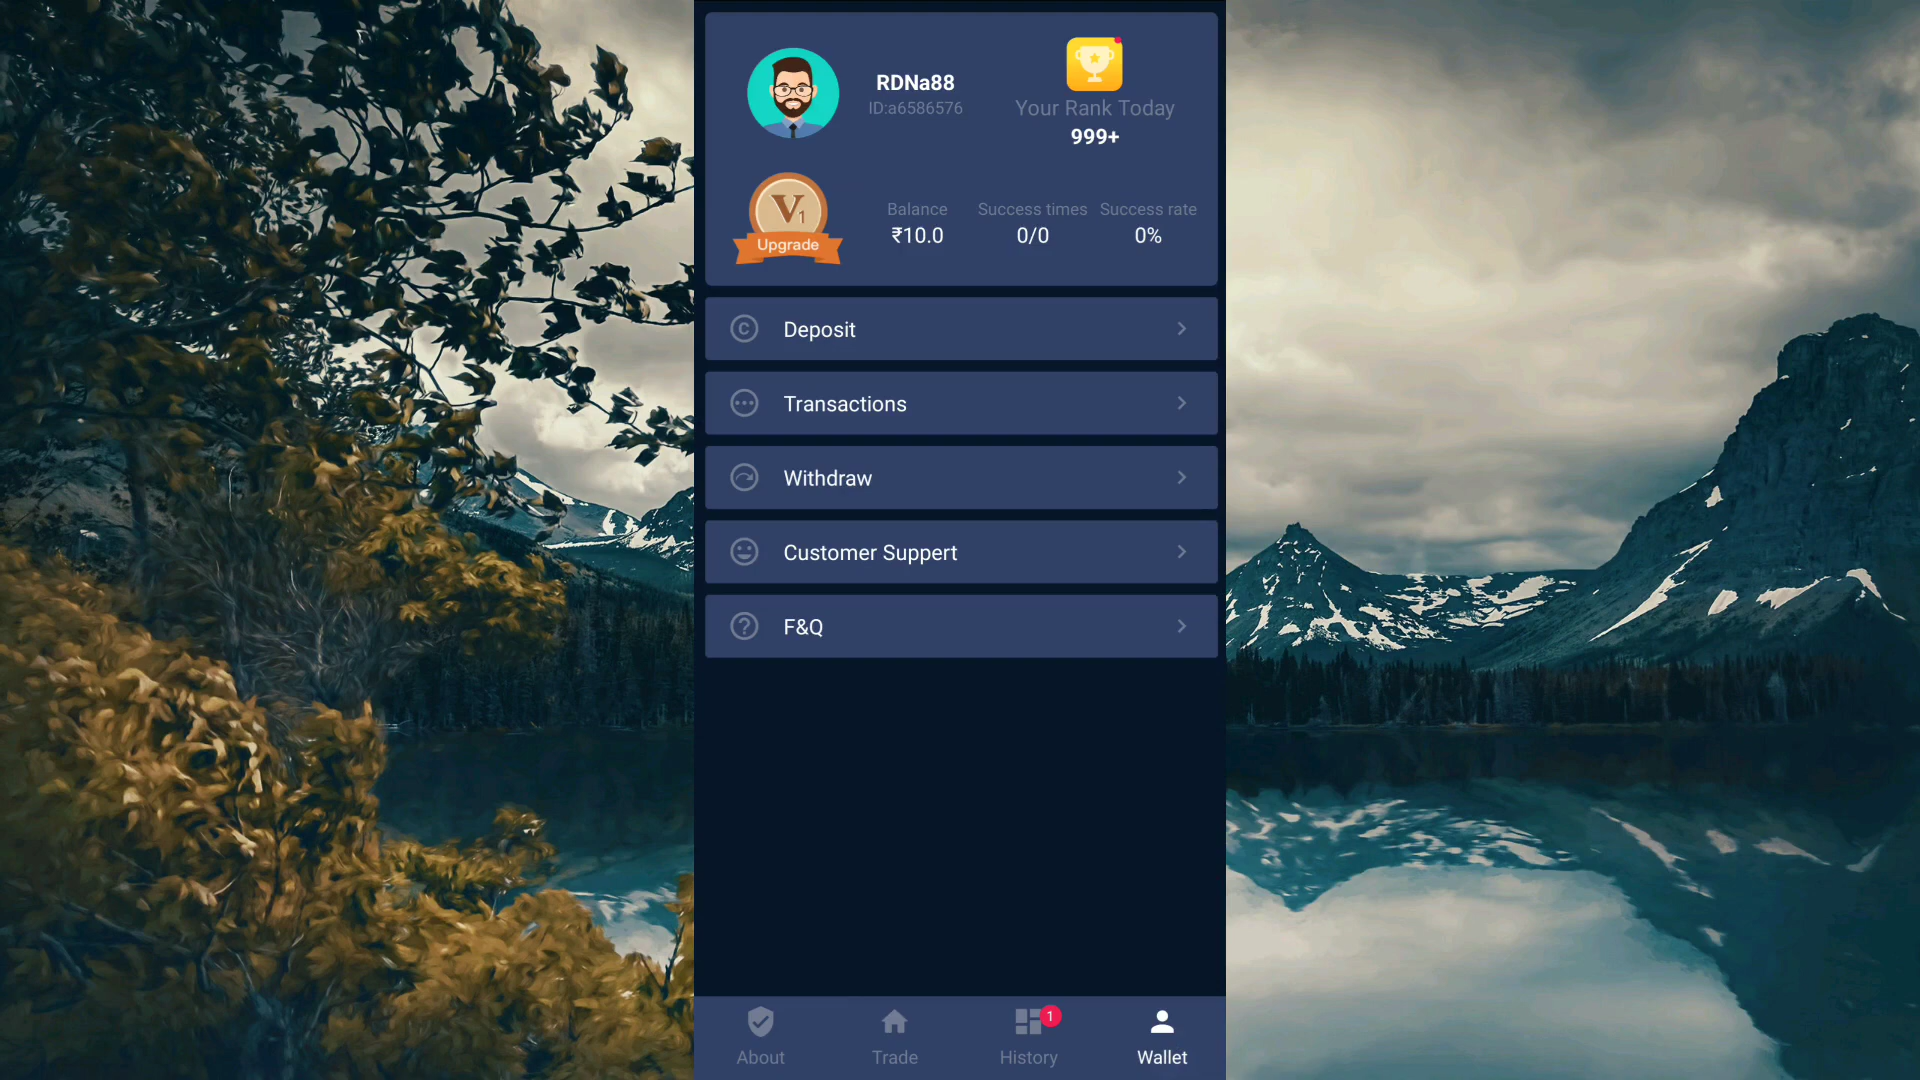 RDNa88
ID:a6586576
Your Rank Today
999+
V1
Upgrade
Balance
Success times
Success rate
₹10.0
0/0
0%
Deposit
Transactions
Withdraw
Customer Suppert
F&Q
1
About
Trade
History
Wallet